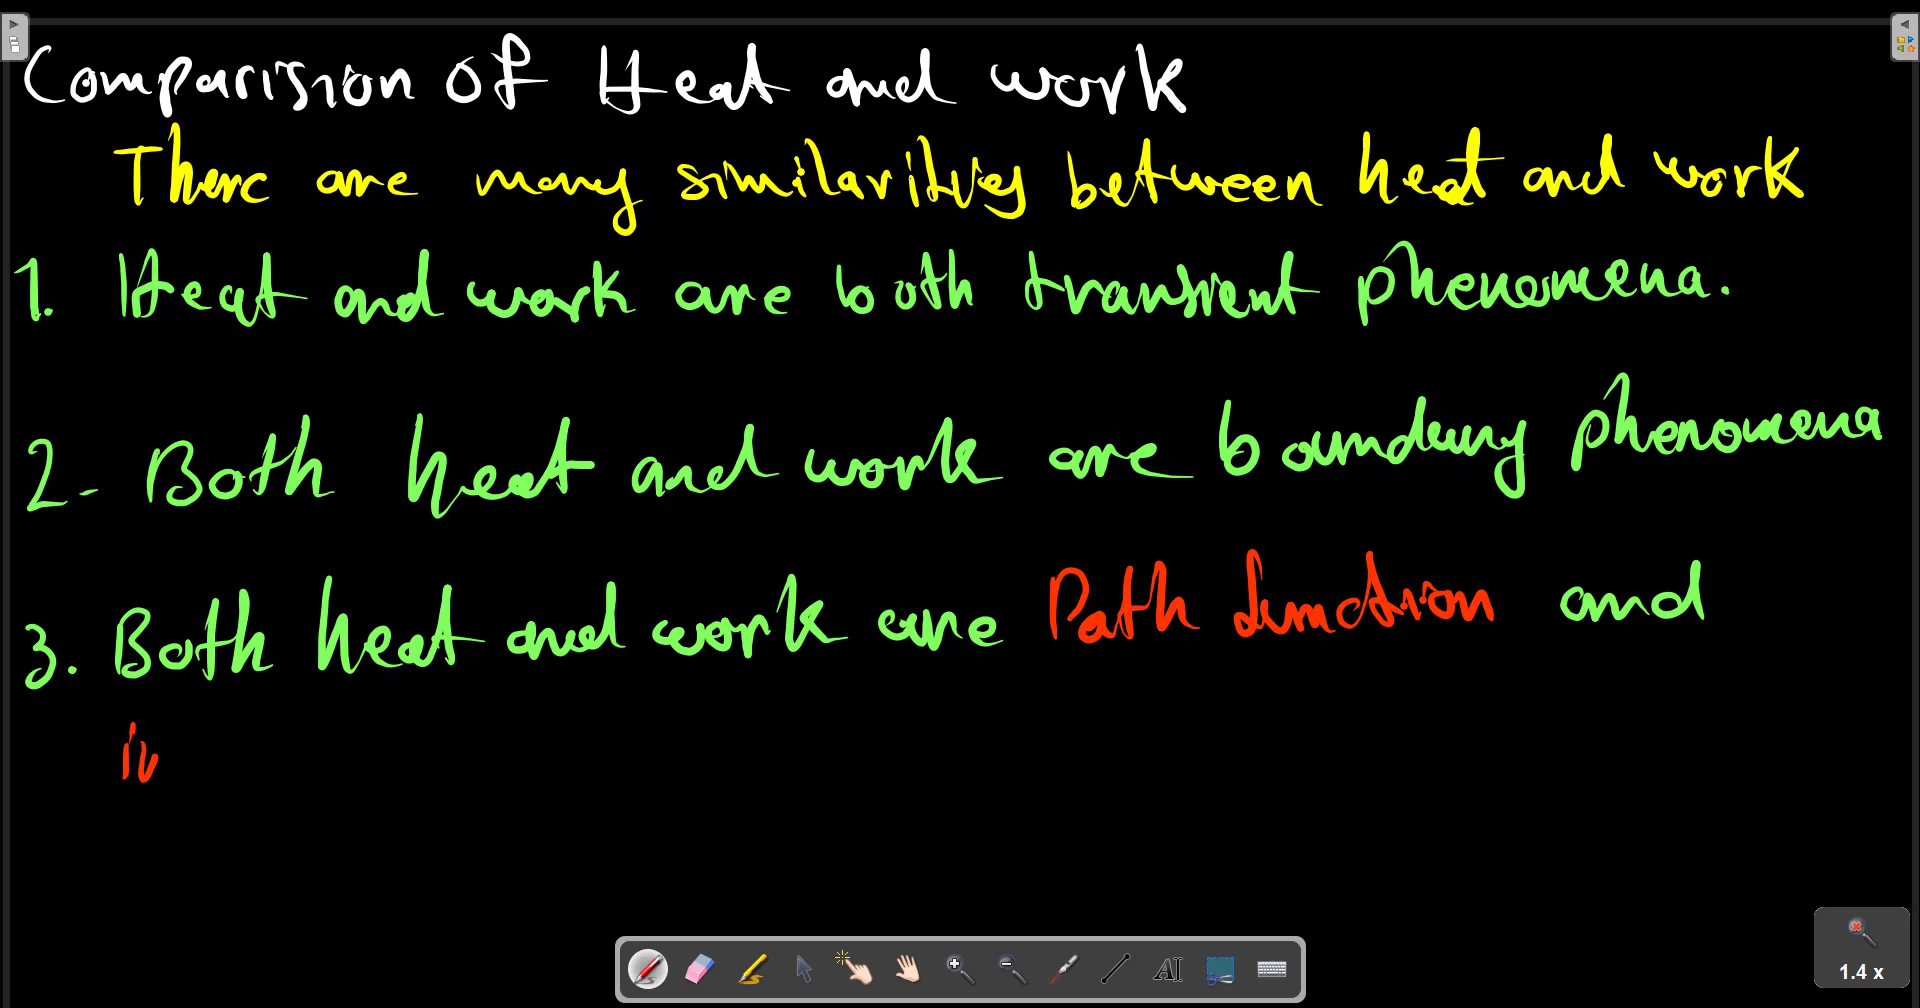 Comparision of Heat and work
There are many similarities between heat and work
1. Heat and work are both transient phenomena.
2- Both heat and work are boundary phenomena
3. Both heat and work are Path function and
AI
1.4 x